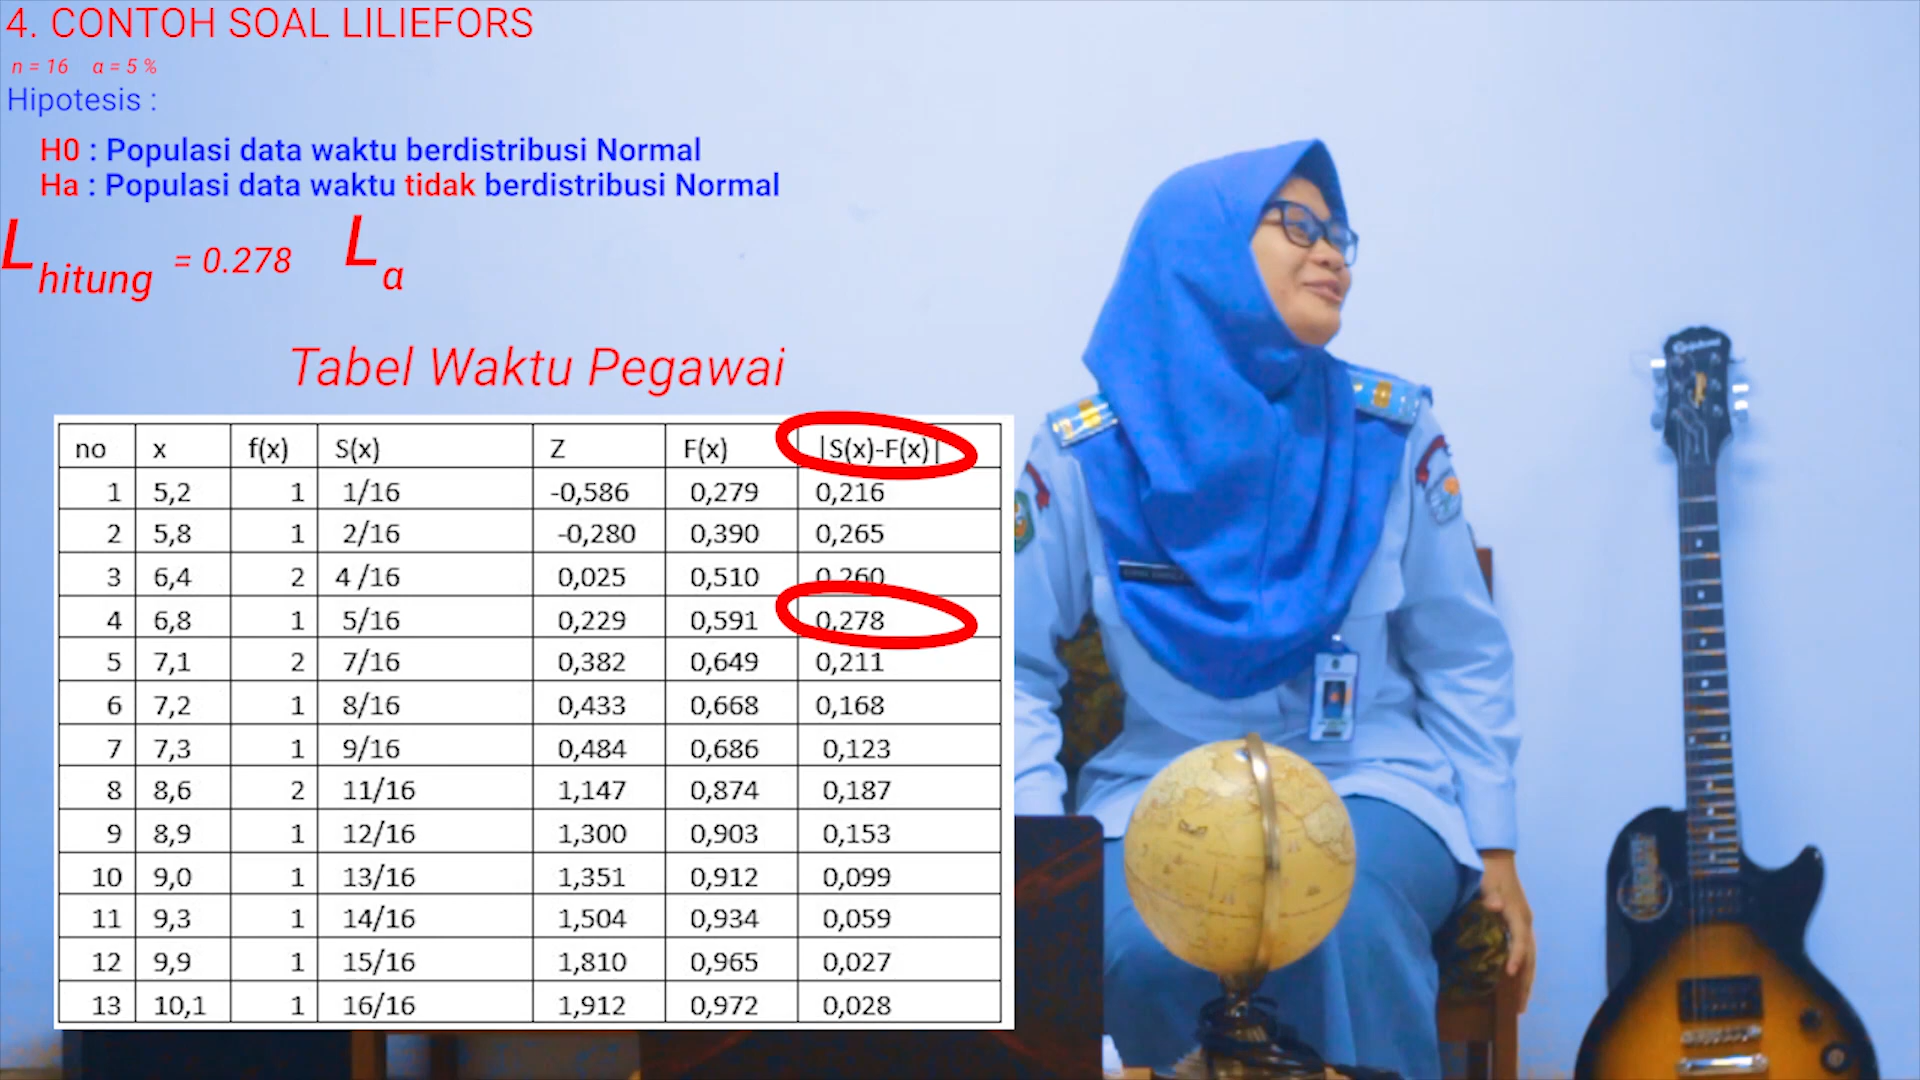 4. CONTOH SOAL LILIEFORS
n = 16 a = 5 %
Hipotesis :
H0 : Populasi data waktu berdistribusi Normal
Ha : Populasi data waktu tidak berdistribusi Normal
L hitung = 0.278 L a
Tabel Waktu Pegawai
no x f(x) S(x) Z F(x) |S(x)-F(x)|
1 5,2 1 1/16 -0,586 0,279 0,216
2 5,8 1 2/16 -0,280 0,390 0,265
3 6,4 2 4 /16 0,025 0,510 0,260
4 6,8 1 5/16 0,229 0,591 0,278
5 7,1 2 7/16 0,382 0,649 0,211
6 7,2 1 8/16 0,433 0,668 0,168
7 7,3 1 9/16 0,484 0,686 0,123
8 8,6 2 11/16 1,147 0,874 0,187
9 8,9 1 12/16 1,300 0,903 0,153
10 9,0 1 13/16 1,351 0,912 0,099
11 9,3 1 14/16 1,504 0,934 0,059
12 9,9 1 15/16 1,810 0,965 0,027
13 10,1 1 16/16 1,912 0,972 0,028